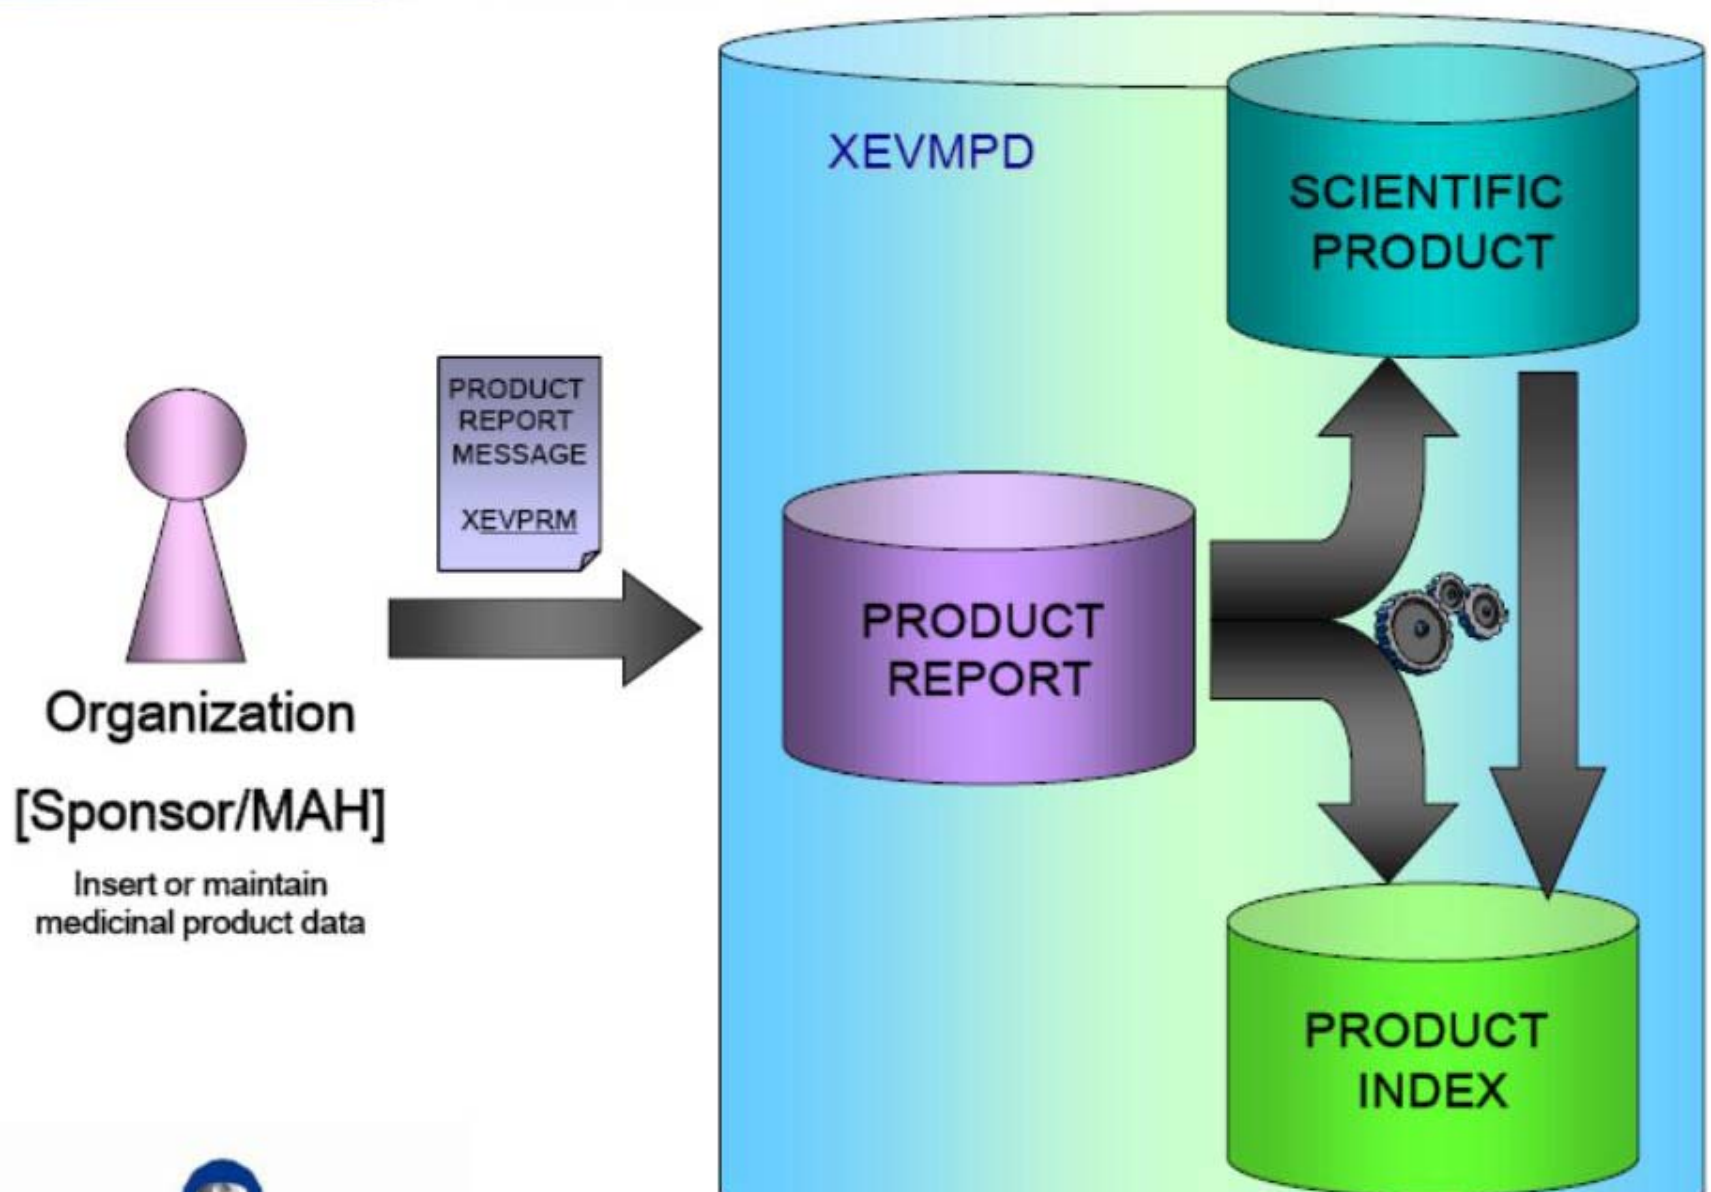 XEVMPD
SCIENTIFIC
PRODUCT
PRODUCT
REPORT
MESSAGE
XEVPRM
PRODUCT
REPORT
Organization
[Sponsor/MAH]
Insert or maintain
medicinal product data
PRODUCT
INDEX